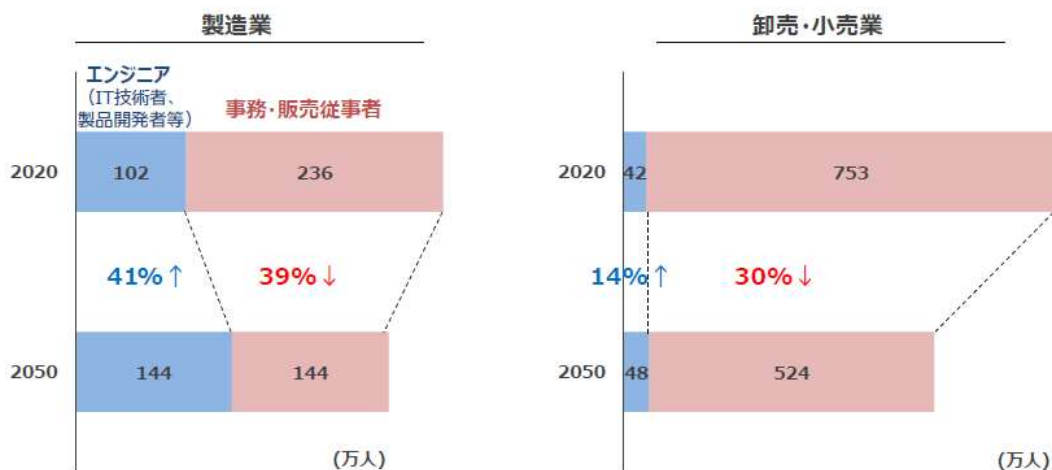 製造業
エンジニア
（IT技術者、
製品開発者等）
事務・販売従事者
2020
102
236
41%↑
39%↓
2050
144
144
(万人)
卸売・小売業
2020
42
753
14%↑
30%↓
2050
48
524
(万人)